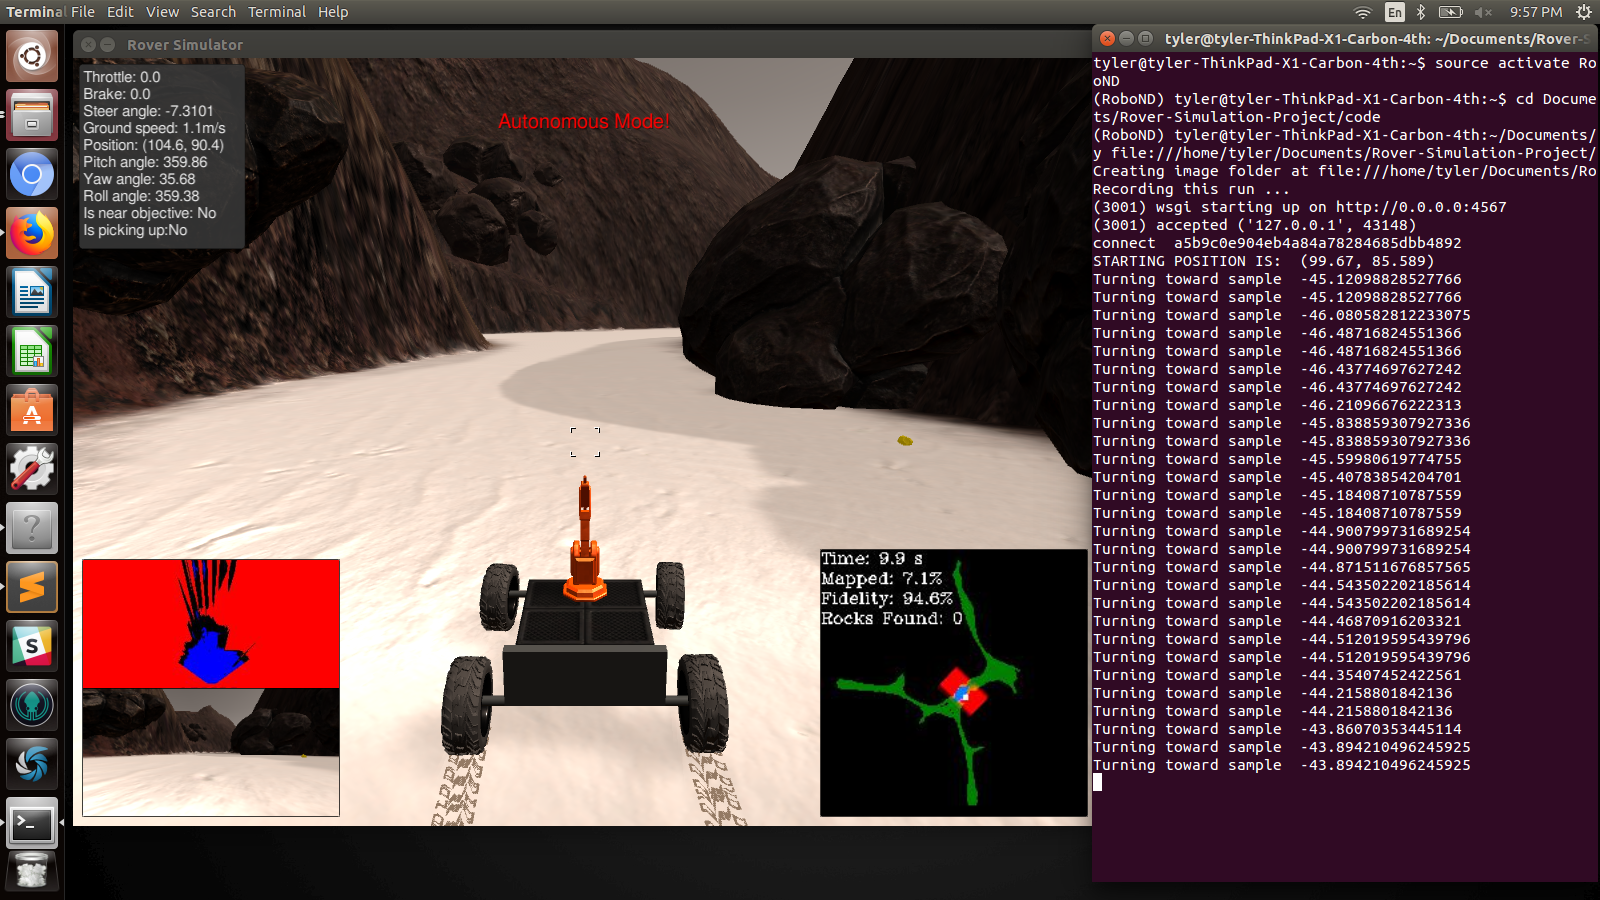 Terminal File Edit View Search Terminal Help
En
9:57 PM
Rover Simulator
Throttle: 0.0
Brake: 0.0
Steer angle: -7.3101
Ground speed: 1.1m/s
Position: (104.6, 90.4)
Pitch angle: 359.86
Yaw angle: 35.68
Roll angle: 359.38
Is near objective: No
Is picking up:No
Autonomous Mode!
Time: 9.9 s
Mapped: 7.1%
Fidelity: 94.6%
Rocks Found: 0
tyler@tyler-ThinkPad-X1-Carbon-4th: ~/Documents/Rover-S
tyler@tyler-ThinkPad-X1-Carbon-4th:~$ source activate Ro
oND
(RoboND) tyler@tyler-ThinkPad-X1-Carbon-4th:~$ cd Docume
ts/Rover-Simulation-Project/code
(RoboND) tyler@tyler-ThinkPad-X1-Carbon-4th:~/Documents/
y file:///home/tyler/Documents/Rover-Simulation-Project/
Creating image folder at file:///home/tyler/Documents/Ro
Recording this run ...
(3001) wsgi starting up on http://0.0.0.0:4567
(3001) accepted ('127.0.0.1', 43148)
connect  a5b9c0e904eb4a84a78284685dbb4892
STARTING POSITION IS:  (99.67, 85.589)
Turning toward sample  -45.12098828527766
Turning toward sample  -45.12098828527766
Turning toward sample  -46.080582812233075
Turning toward sample  -46.48716824551366
Turning toward sample  -46.48716824551366
Turning toward sample  -46.43774697627242
Turning toward sample  -46.43774697627242
Turning toward sample  -46.21096676222313
Turning toward sample  -45.838859307927336
Turning toward sample  -45.838859307927336
Turning toward sample  -45.59980619774755
Turning toward sample  -45.40783854204701
Turning toward sample  -45.18408710787559
Turning toward sample  -45.18408710787559
Turning toward sample  -44.900799731689254
Turning toward sample  -44.900799731689254
Turning toward sample  -44.871511676857565
Turning toward sample  -44.543502202185614
Turning toward sample  -44.543502202185614
Turning toward sample  -44.46870916203321
Turning toward sample  -44.512019595439796
Turning toward sample  -44.512019595439796
Turning toward sample  -44.35407452422561
Turning toward sample  -44.2158801842136
Turning toward sample  -44.2158801842136
Turning toward sample  -43.86070353445114
Turning toward sample  -43.894210496245925
Turning toward sample  -43.894210496245925